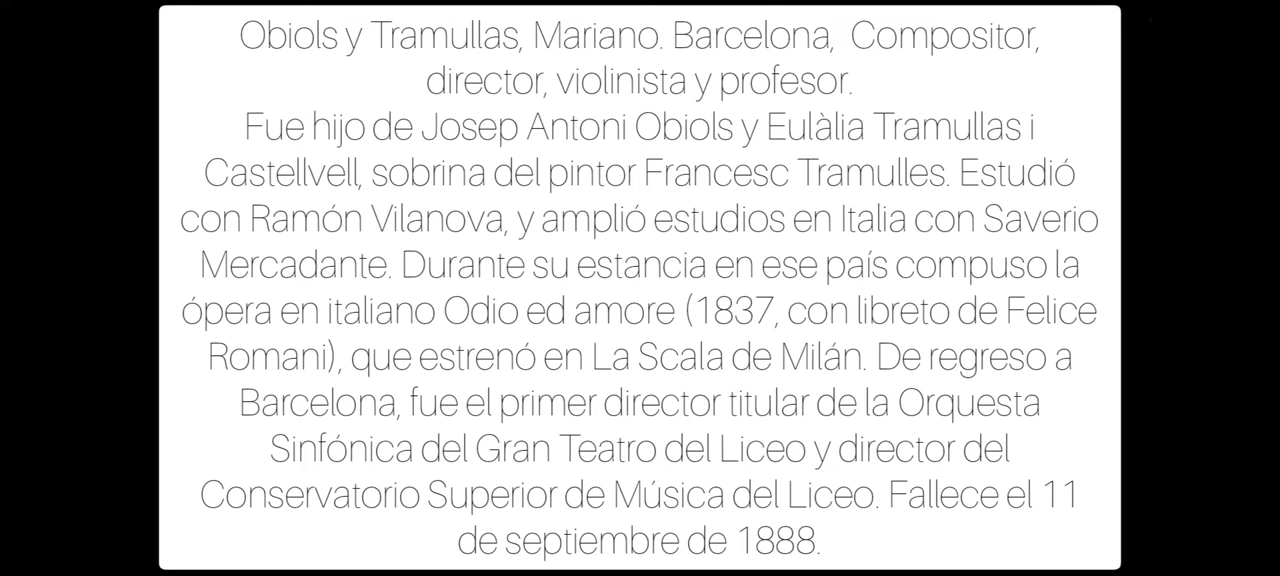 Obiols y Tramullas, Mariano. Barcelona,  Compositor,
director, violinista y profesor.
Fue hijo de Josep Antoni Obiols y Eulàlia Tramullas i
Castellvell, sobrina del pintor Francesc Tramulles. Estudió
con Ramón Vilanova, y amplió estudios en Italia con Saverio
Mercadante. Durante su estancia en ese país compuso la
ópera en italiano Odio ed amore (1837, con libreto de Felice
Romani), que estrenó en La Scala de Milán. De regreso a
Barcelona, fue el primer director titular de la Orquesta
Sinfónica del Gran Teatro del Liceo y director del
Conservatorio Superior de Música del Liceo. Fallece el 11
de septiembre de 1888.